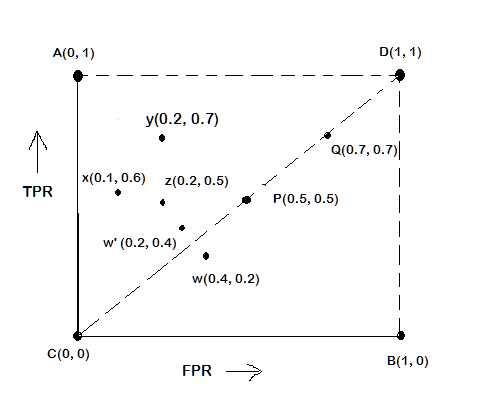 A(0, 1)
D(1, 1)
y(0.2, 0.7)
Q(0.7, 0.7)
x(0.1, 0.6)
z(0.2, 0.5)
TPR
P(0.5, 0.5)
w' (0.2, 0.4)
w(0.4, 0.2)
C(0, 0)
B(1, 0)
FPR